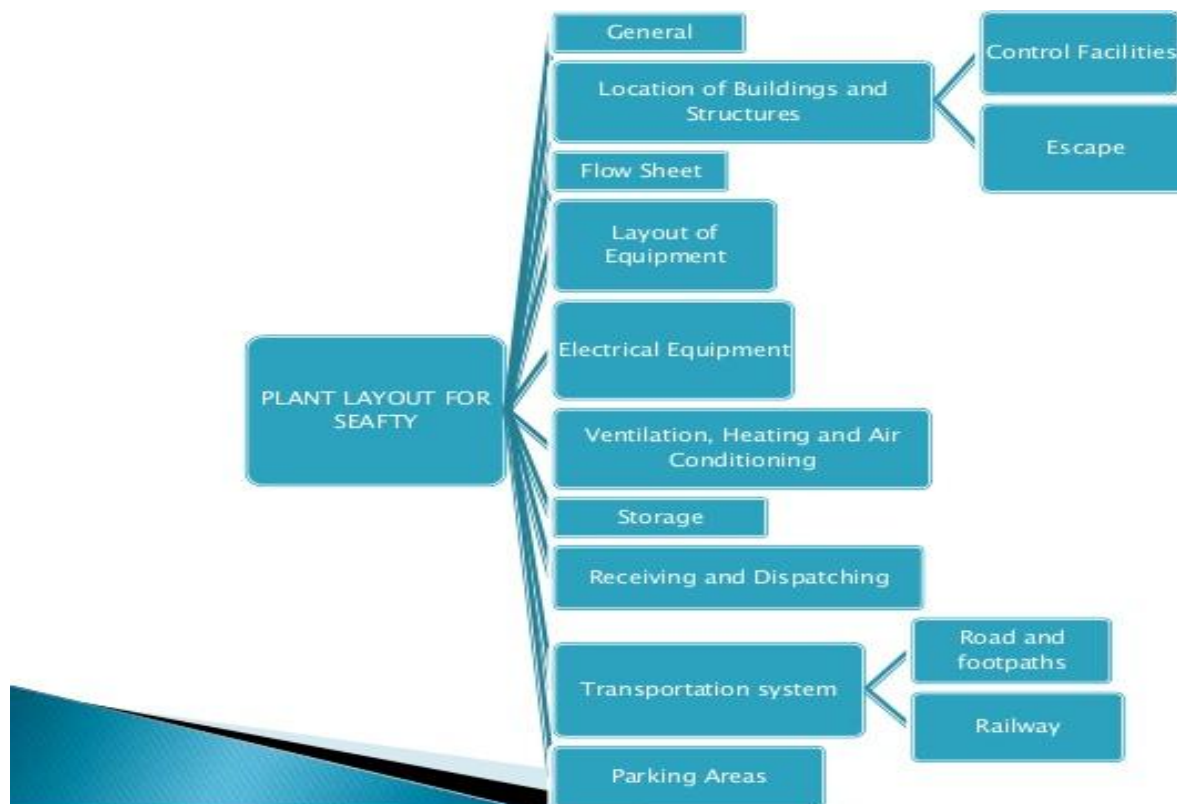 General
Control Facilities
Location of Buildings and
Structures
Escape
Flow Sheet
Layout of
Equipment
Electrical Equipment
PLANT LAYOUT FOR
SEAFTY
Ventilation, Heating and Air
Conditioning
Storage
Receiving and Dispatching
Road and
footpaths
Transportation system
Railway
Parking Areas